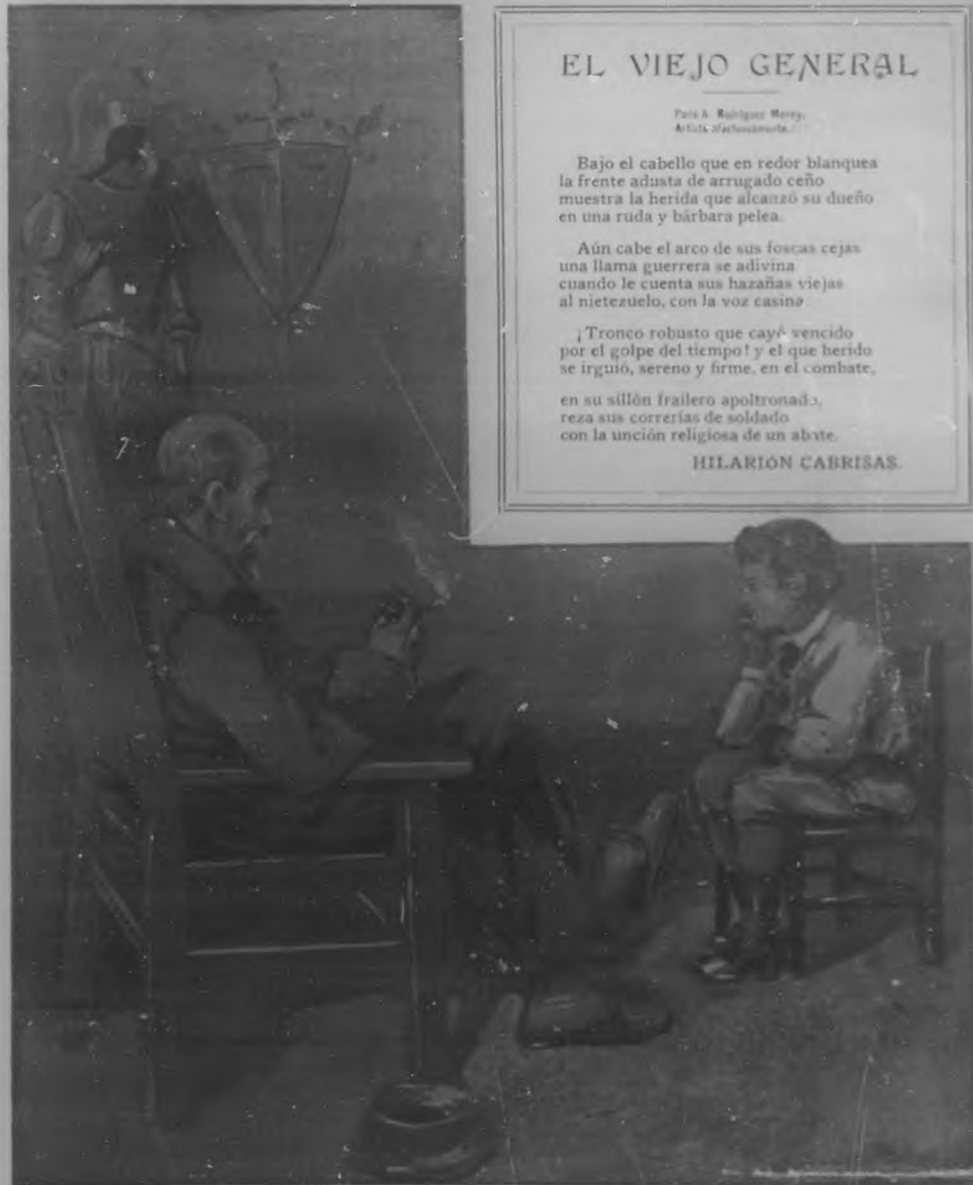 EL VIEJO GENERAL
Para A. Rodríguez Morey,
Artista afectuosamente.
Bajo el cabello que en redor blanquea
la frente adusta de arrugado ceño
muestra la herida que alcanzó su dueño
en una ruda y bárbara pelea.
Aún cabe el arco de sus foscas cejas
una llama guerrera se adivina
cuando le cuenta sus hazañas viejas
al nietezuelo, con la voz casina.
¡Tronco robusto que cayó vencido
por el golpe del tiempo! y el que herido
se irguió, sereno y firme, en el combate,
en su sillón frailero apoltronado,
reza sus correrías de soldado
con la unción religiosa de un abate.
HILARIÓN CABRISAS.